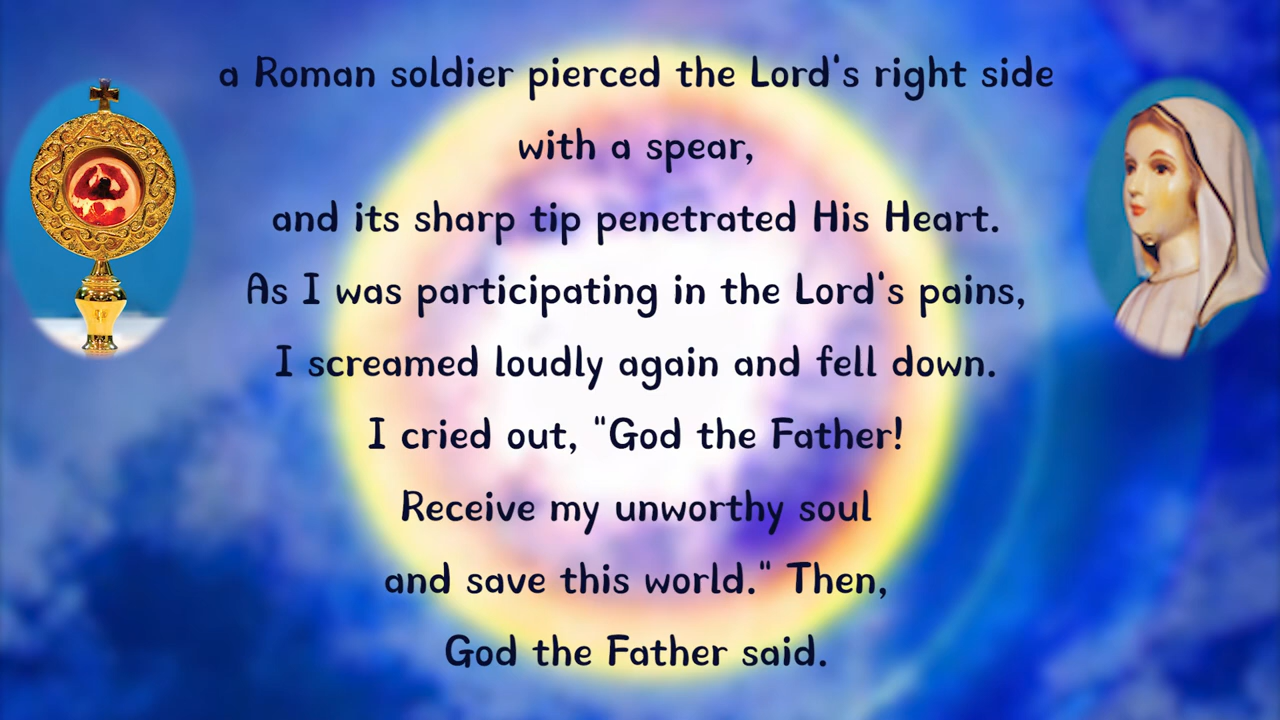 a Roman soldier pierced the Lord's right side
with a spear,
and its sharp tip penetrated His Heart.
As I was participating in the Lord's pains,
I screamed loudly again and fell down.
I cried out, "God the Father!
Receive my unworthy soul
and save this world." Then,
God the Father said.